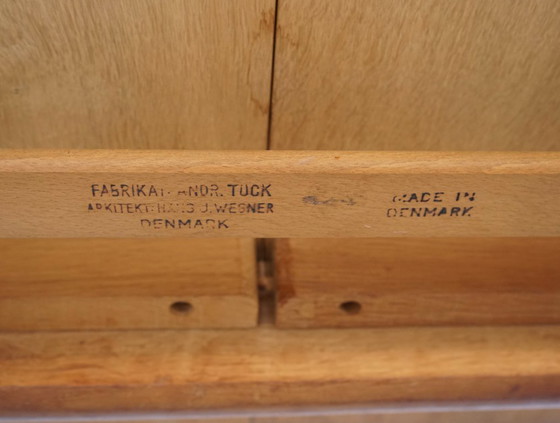 FABRIKAT: ANDR. TUCK
ARKITEKT: HANS J. WEGNER
DENMARK
MADE IN
DENMARK